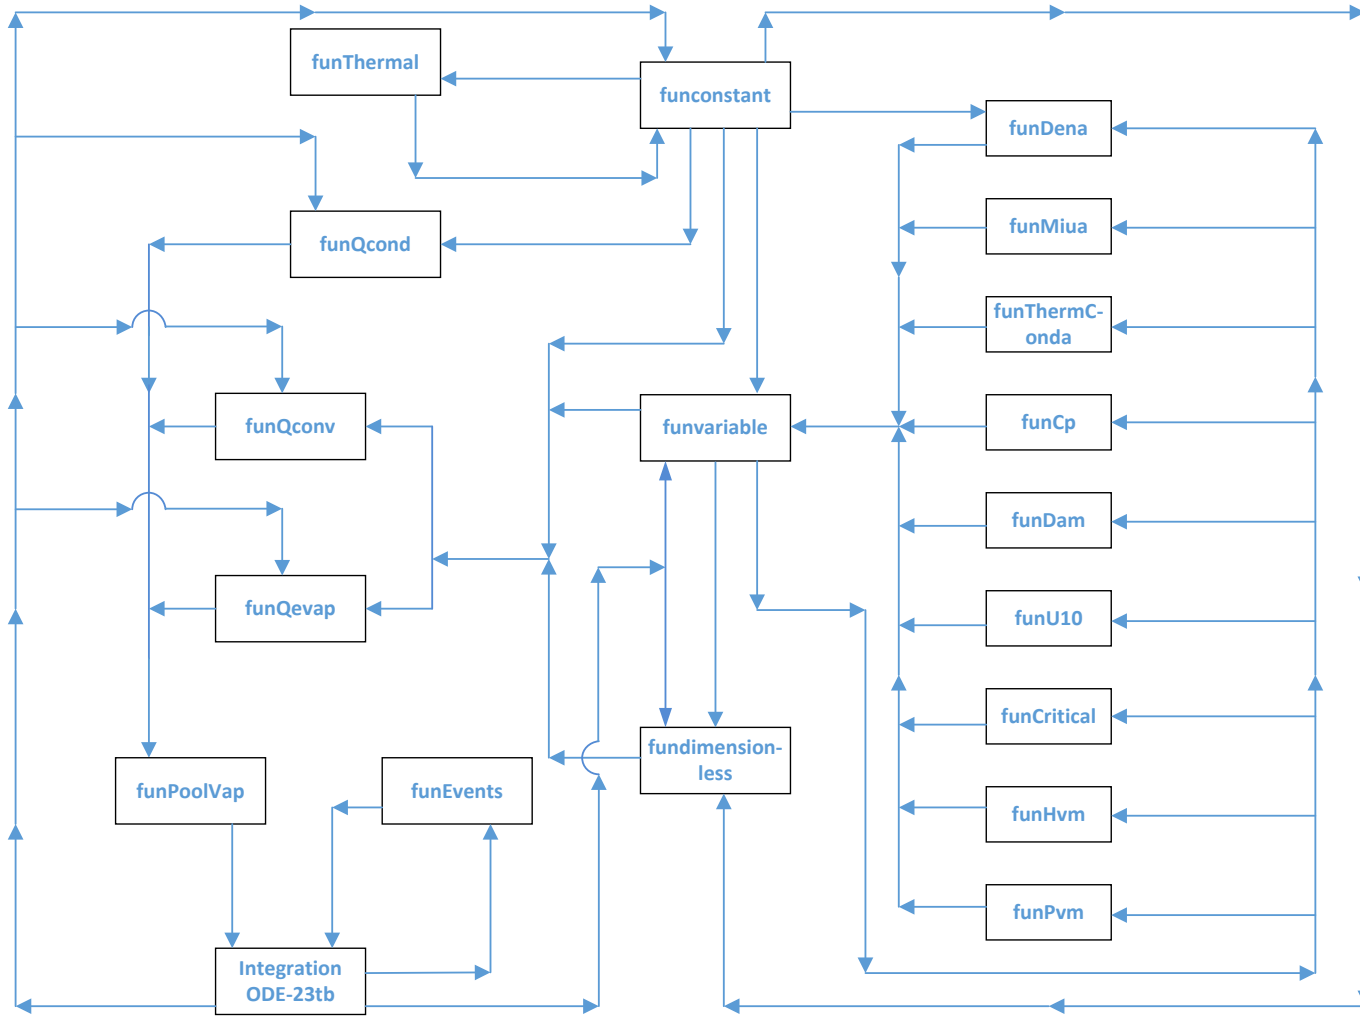 funThermal
funconstant
funDena
funMiua
funQcond
funThermC-
onda
funQconv
funvariable
funCp
funDam
funQevap
funU10
funCritical
fundimension-
less
funPoolVap
funEvents
funHvm
funPvm
Integration
ODE-23tb